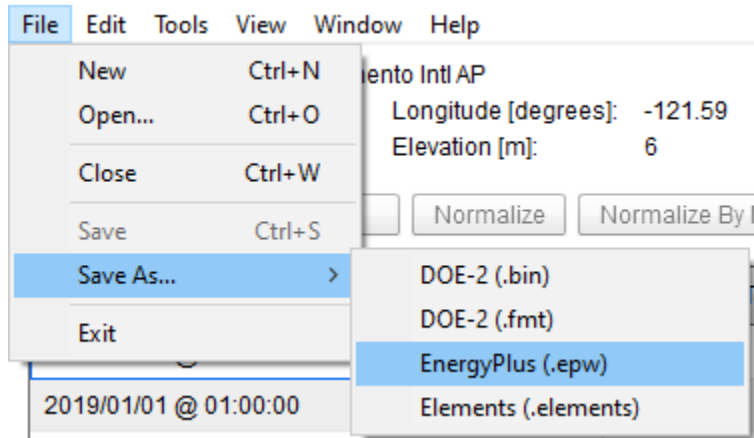 File Edit Tools View Window Help
New Ctrl+N
Open... Ctrl+O
Close Ctrl+W
Save Ctrl+S
Save As... >
Exit
ento Intl AP
Longitude [degrees]: -121.59
Elevation [m]: 6
Normalize Normalize By
DOE-2 (.bin)
DOE-2 (.fmt)
EnergyPlus (.epw)
Elements (.elements)
2019/01/01 @ 01:00:00